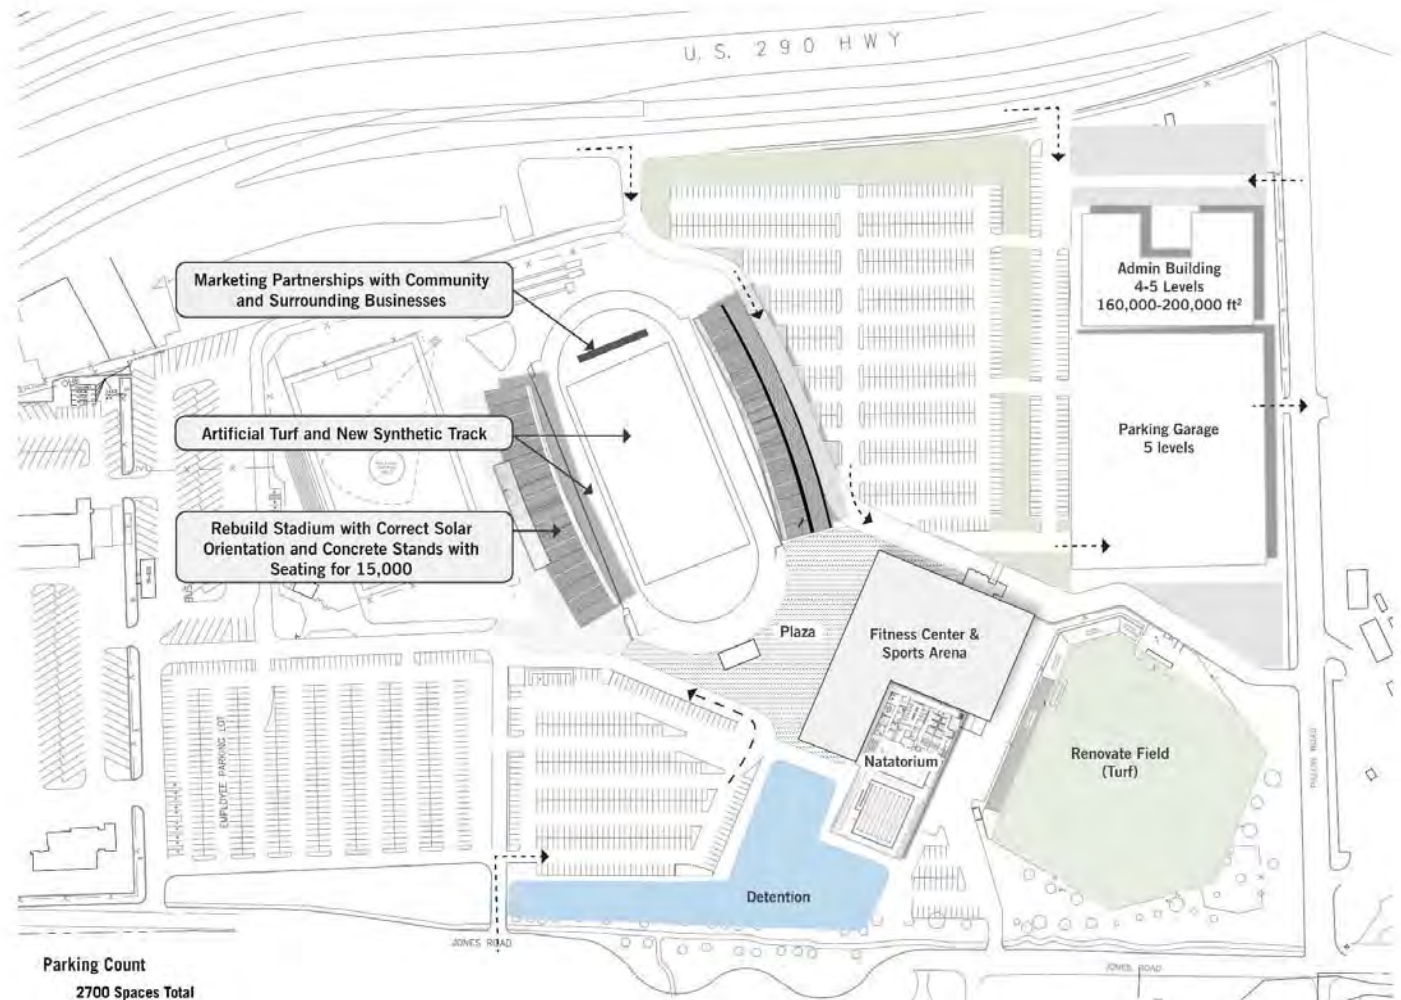 U. S. 290 HWY
Marketing Partnerships with Community
and Surrounding Businesses
Admin Building
4-5 Levels
160,000-200,000 ft²
Artificial Turf and New Synthetic Track
Parking Garage
5 levels
Rebuild Stadium with Correct Solar
Orientation and Concrete Stands with
Seating for 15,000
Plaza
Fitness Center &
Sports Arena
EMPLOYEE PARKING LOT
Natatorium
Renovate Field
(Turf)
Detention
JONES ROAD
JONES ROAD
Parking Count
2700 Spaces Total